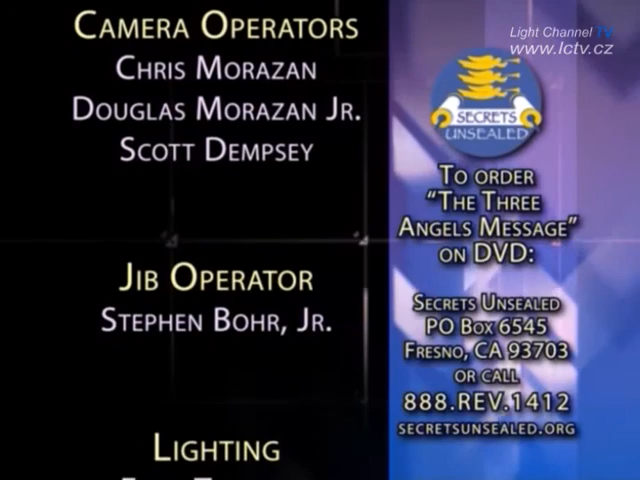 Camera Operators
Chris Morazan
Douglas Morazan Jr.
Scott Dempsey
Jib Operator
Stephen Bohr, Jr.
Lighting
Light Channel TV
www.lctv.cz
SECRETS
UNSEALED
To order
“The Three
Angels Message”
on DVD:
Secrets Unsealed
PO Box 6545
Fresno, CA 93703
or call
888.REV.1412
secretsunsealed.org